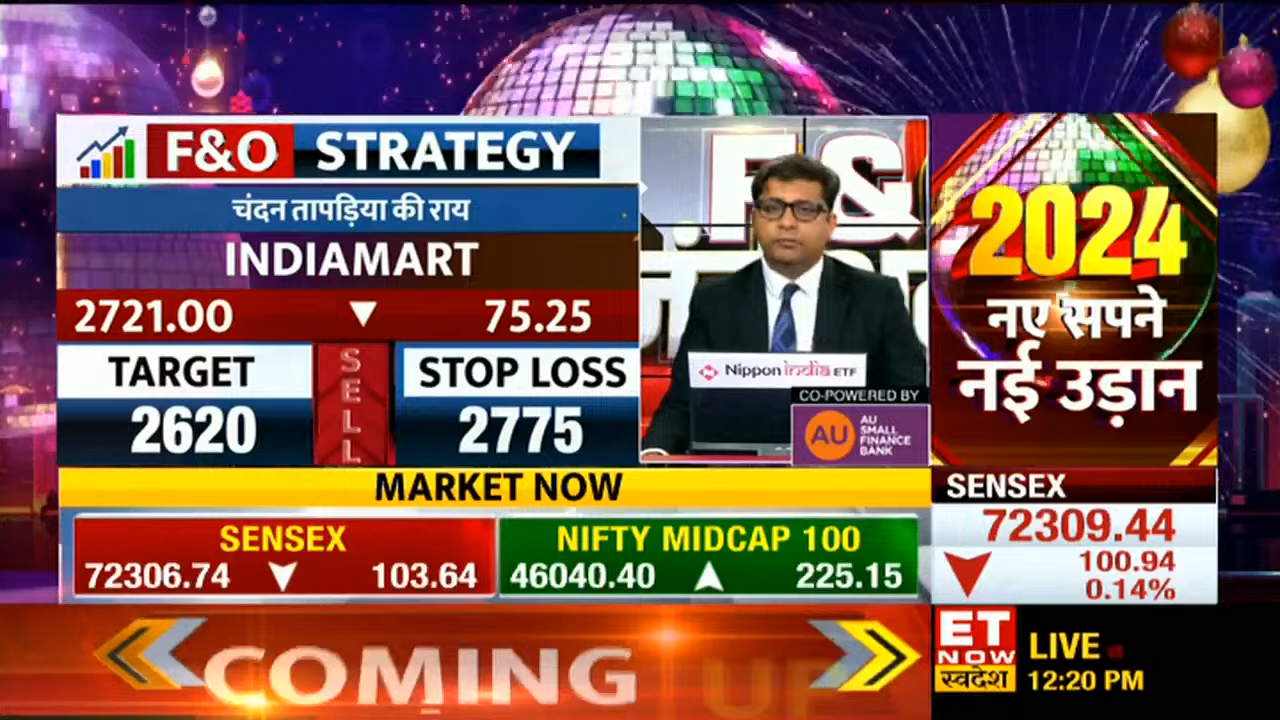 F&O STRATEGY
चंदन तापड़िया की राय
INDIAMART
2721.00 ▼ 75.25
TARGET
2620
SELL
STOP LOSS
2775
F&
Nippon india ETF
CO-POWERED BY
AU
AU
SMALL
FINANCE
BANK
2024
नए सपने
नई उड़ान
MARKET NOW
SENSEX
72306.74 ▼ 103.64
NIFTY MIDCAP 100
46040.40 ▲ 225.15
SENSEX
72309.44
▼ 100.94
0.14%
COMING UP
ET
NOW
स्वदेश
LIVE
12:20 PM